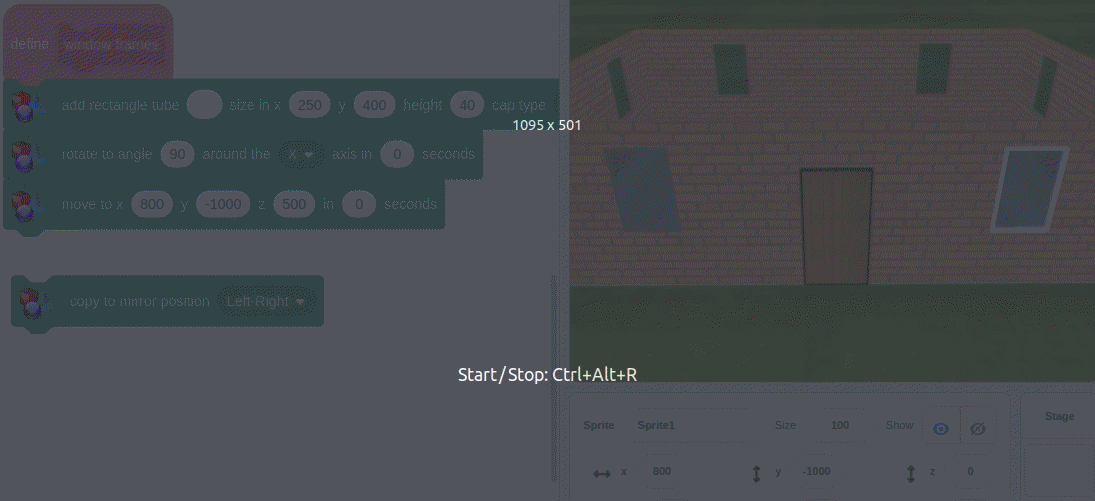 define window frames
add rectangle tube size in x 250 y 400 height 40 cap type
1095 x 501
rotate to angle 90 around the X axis in 0 seconds
move to x 800 y -1000 z 500 in 0 seconds
copy to mirror position Left-Right
Start/Stop: Ctrl+Alt+R
Sprite Sprite1 Size 100 Show Stage
x 800 y -1000 z 0